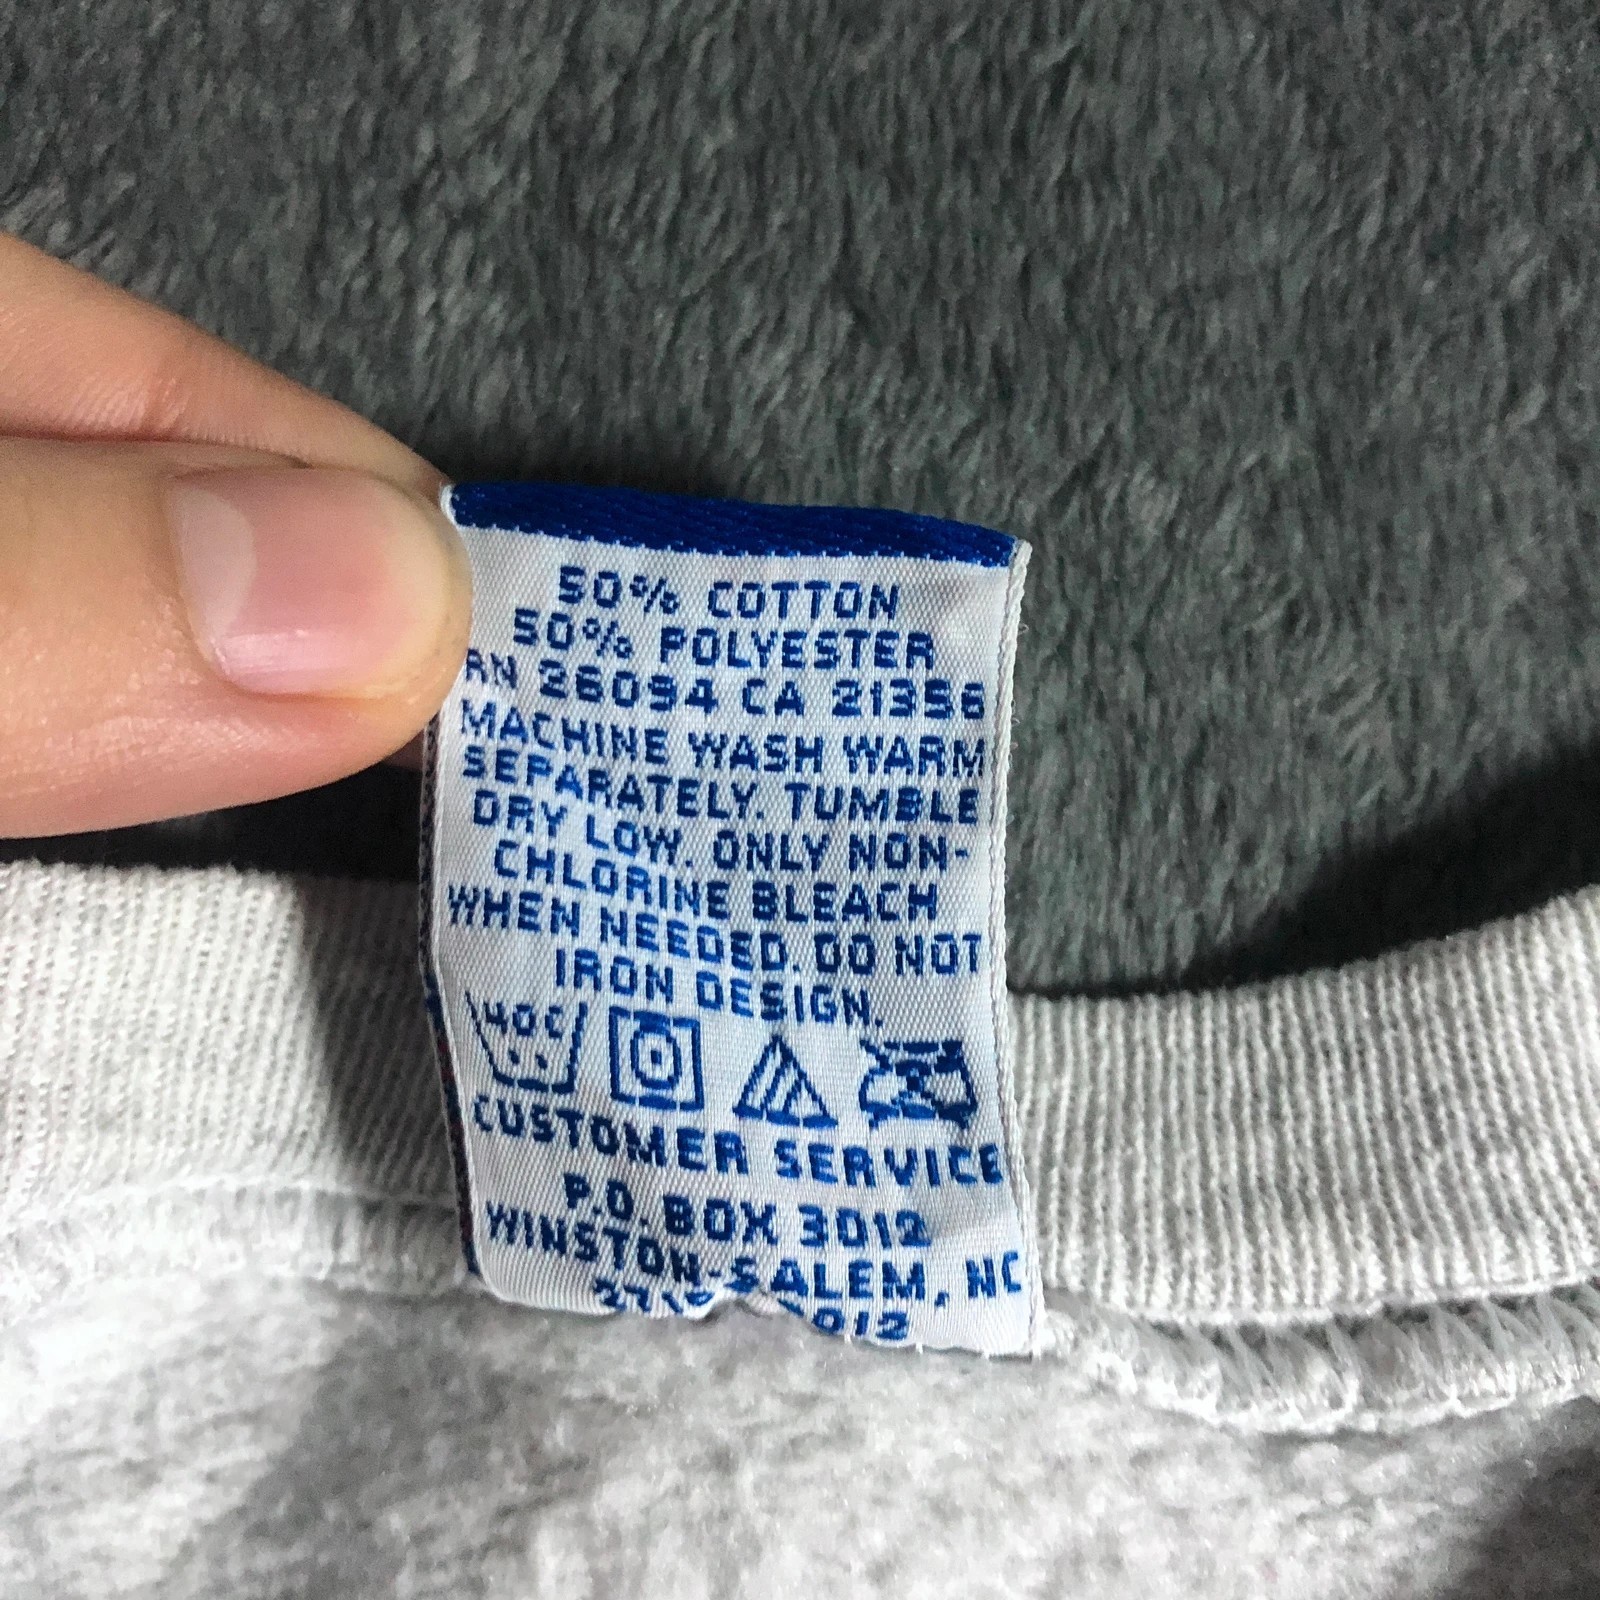 50% COTTON
50% POLYESTER
RN 26094 CA 21356
MACHINE WASH WARM
SEPARATELY. TUMBLE
DRY LOW. ONLY NON-
CHLORINE BLEACH
WHEN NEEDED. DO NOT
IRON DESIGN.
40C
CUSTOMER SERVICE
P.O. BOX 3012
WINSTON-SALEM, NC